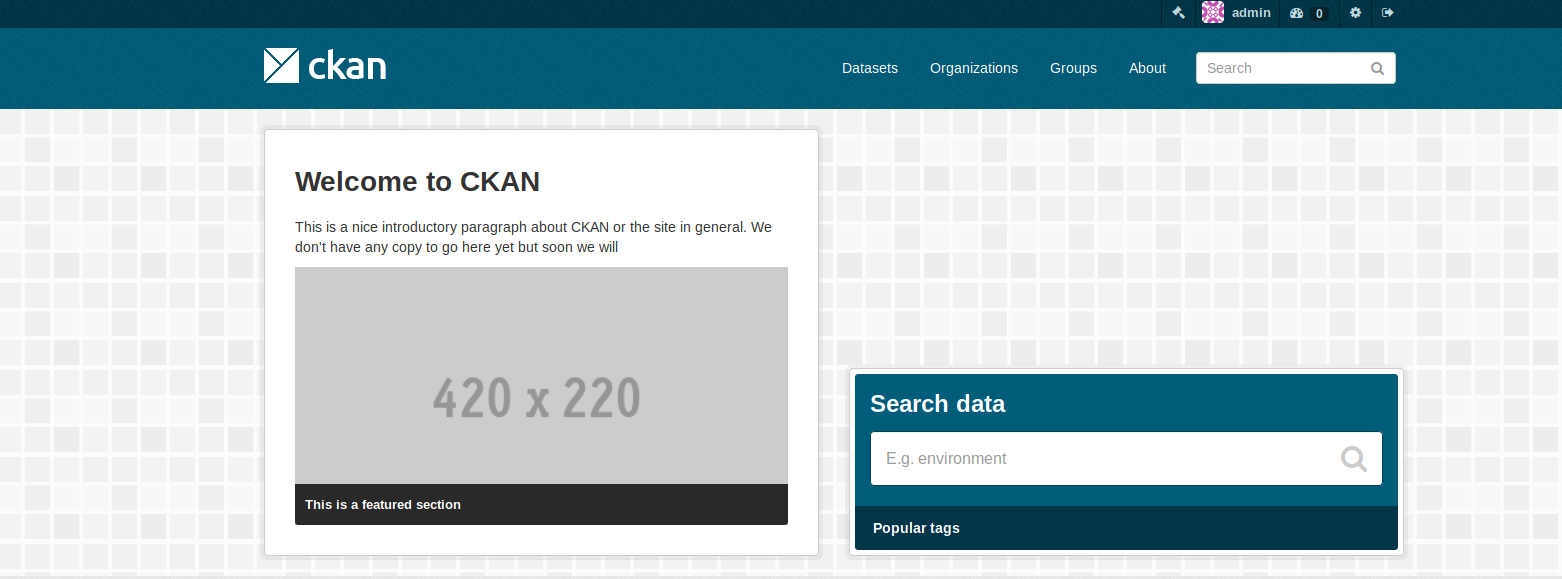 admin
0
ckan
Datasets
Organizations
Groups
About
Search
Welcome to CKAN
This is a nice introductory paragraph about CKAN or the site in general. We
don't have any copy to go here yet but soon we will
420 x 220
This is a featured section
Search data
E.g. environment
Popular tags